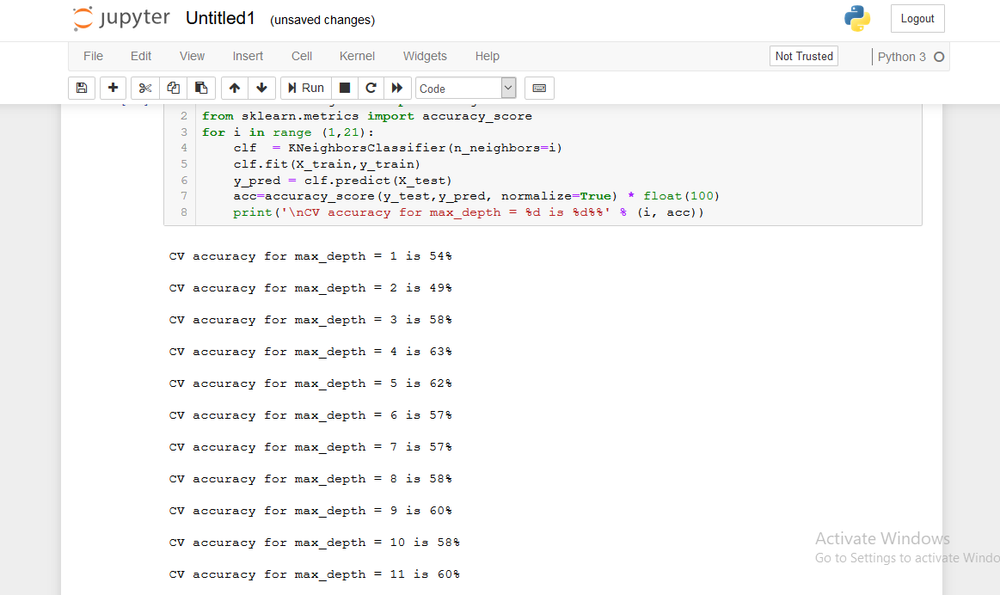 jupyter Untitled1 (unsaved changes) Logout
File Edit View Insert Cell Kernel Widgets Help Not Trusted Python 3
Run Code
2 from sklearn.metrics import accuracy_score
3 for i in range (1,21):
4 clf  = KNeighborsClassifier(n_neighbors=i)
5 clf.fit(X_train,y_train)
6 y_pred = clf.predict(X_test)
7 acc=accuracy_score(y_test,y_pred, normalize=True) * float(100)
8 print('\nCV accuracy for max_depth = %d is %d%%' % (i, acc))
CV accuracy for max_depth = 1 is 54%
CV accuracy for max_depth = 2 is 49%
CV accuracy for max_depth = 3 is 58%
CV accuracy for max_depth = 4 is 63%
CV accuracy for max_depth = 5 is 62%
CV accuracy for max_depth = 6 is 57%
CV accuracy for max_depth = 7 is 57%
CV accuracy for max_depth = 8 is 58%
CV accuracy for max_depth = 9 is 60%
CV accuracy for max_depth = 10 is 58%
CV accuracy for max_depth = 11 is 60%
Activate Windows
Go to Settings to activate Windo